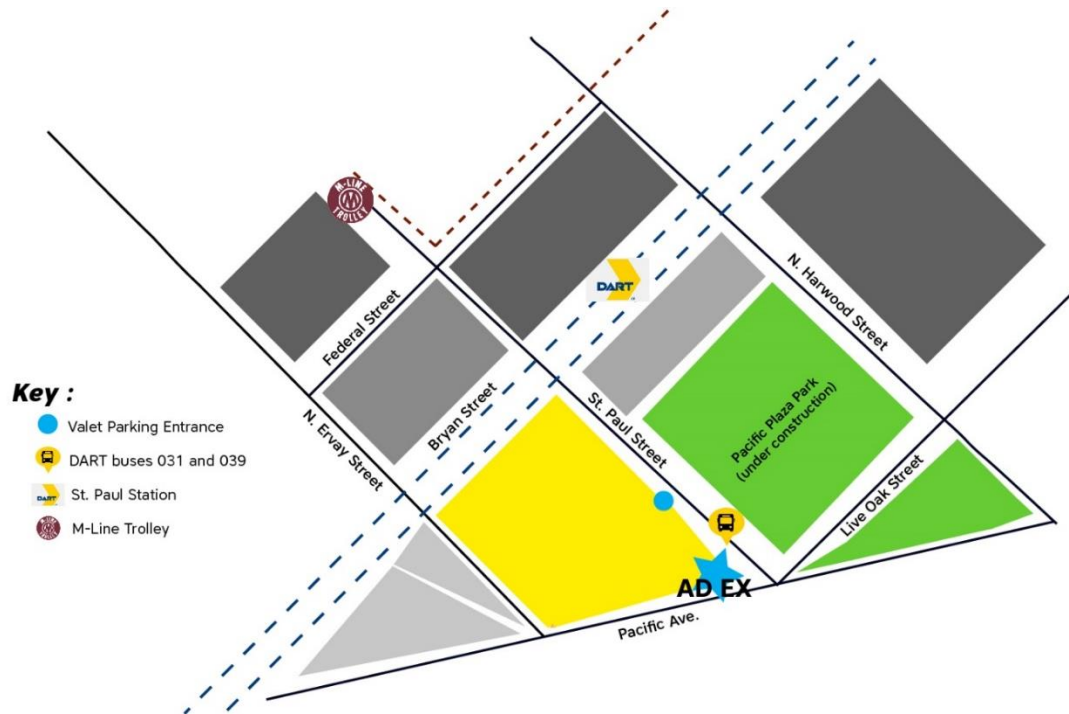 M-LINE
TROLLEY
N. Harwood Street
DART
Federal Street
Key :
Valet Parking Entrance
DART buses 031 and 039
DART
St. Paul Station
M-Line Trolley
N. Ervay Street
Bryan Street
St. Paul Street
Pacific Plaza Park
(under construction)
Live Oak Street
AD EX
Pacific Ave.